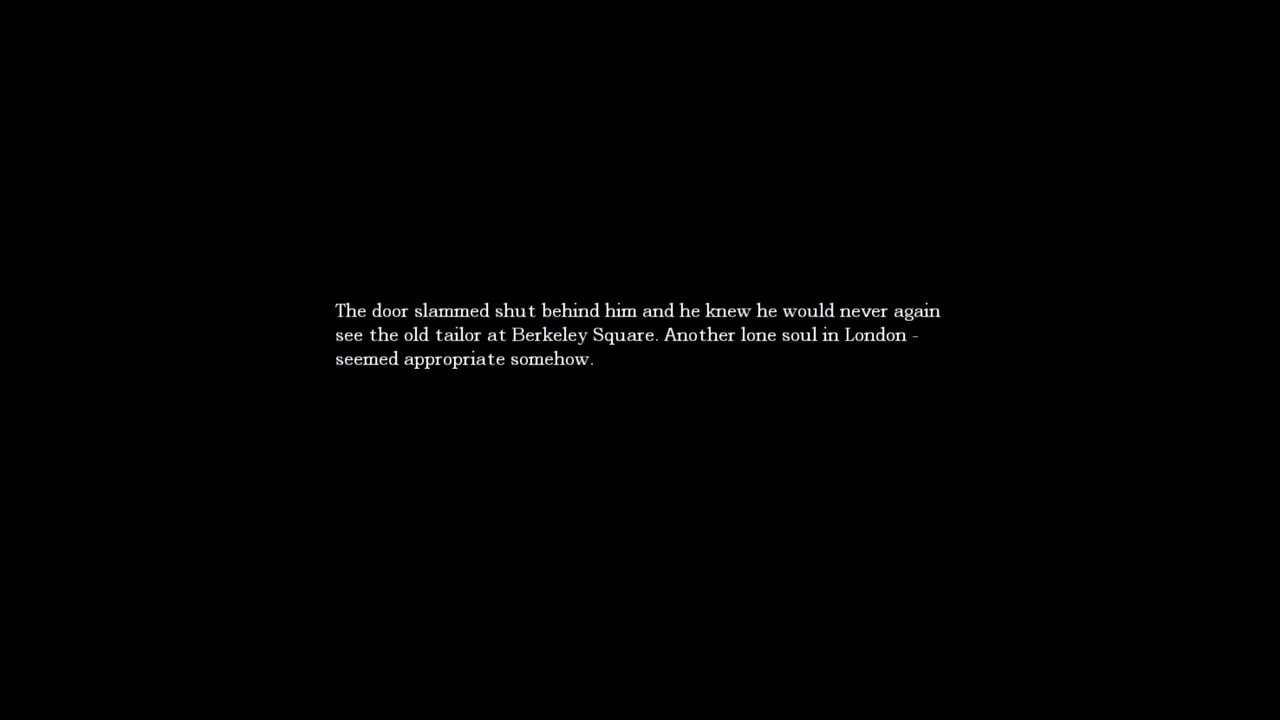 The door slammed shut behind him and he knew he would never again
see the old tailor at Berkeley Square. Another lone soul in London -
seemed appropriate somehow.